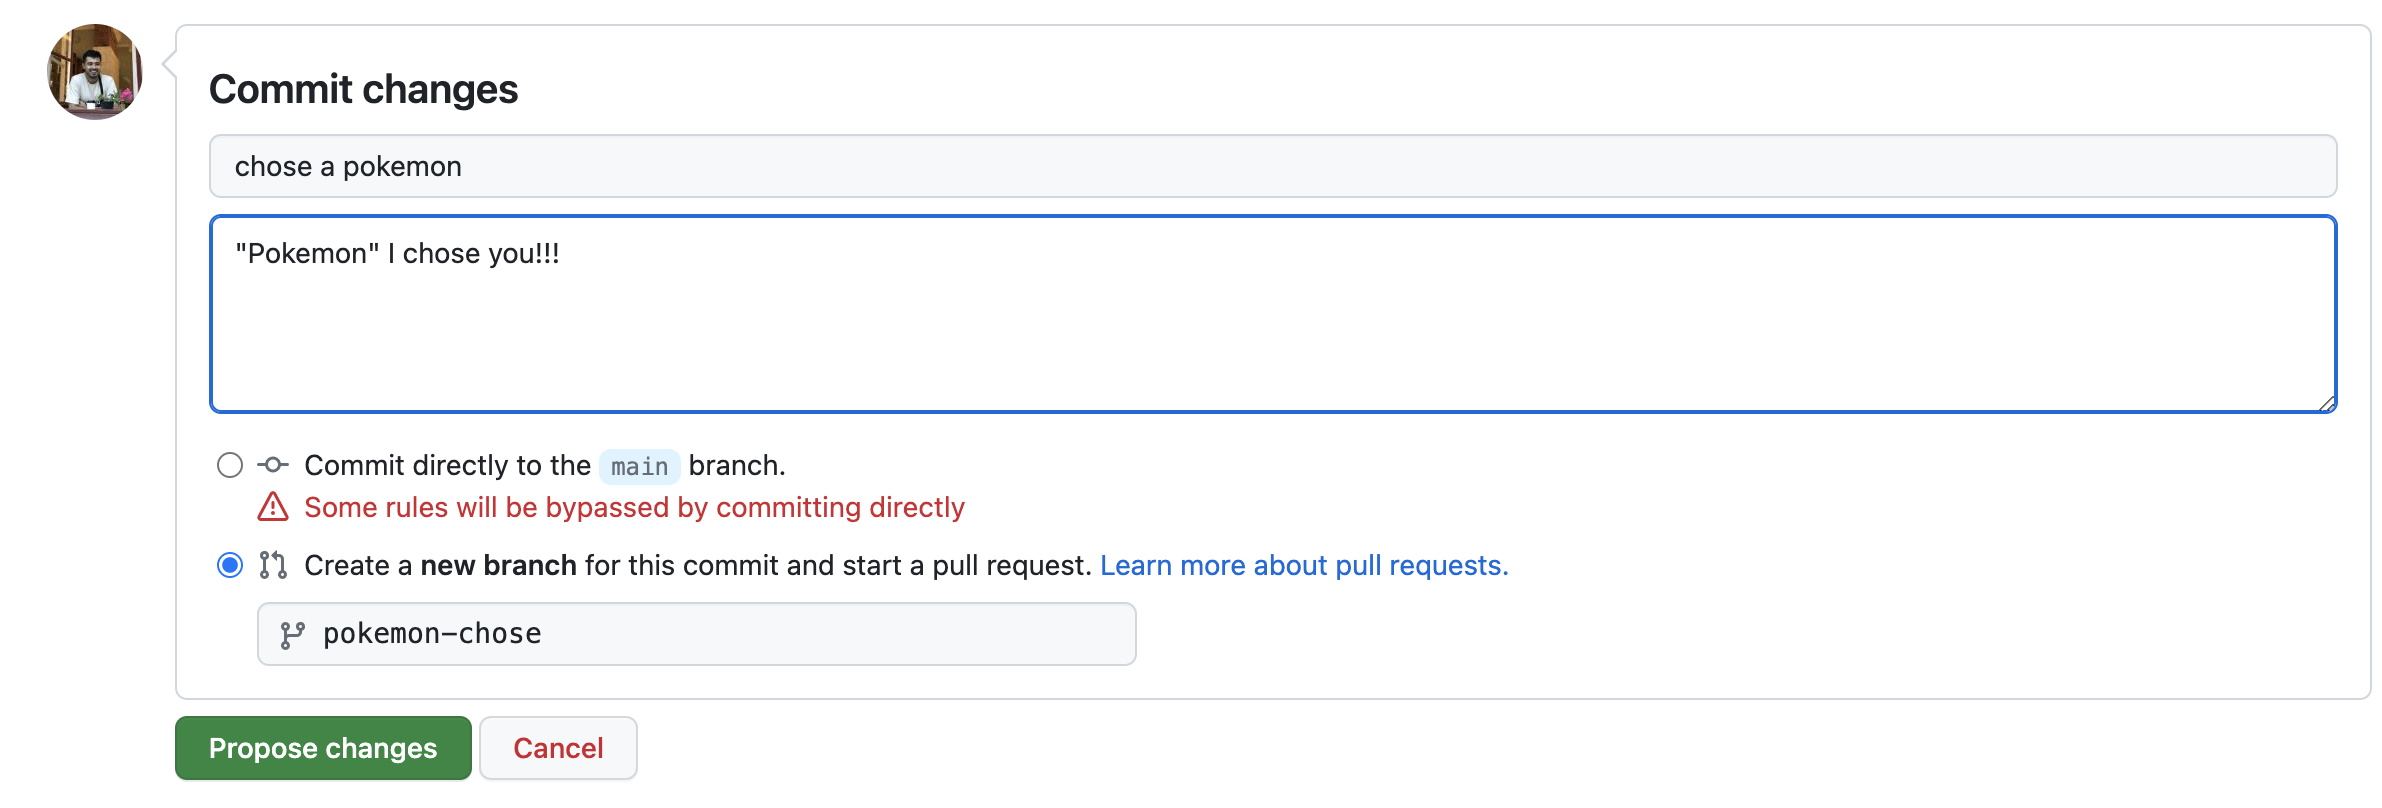 Commit changes
chose a pokemon
"Pokemon" I chose you!!!
Commit directly to the main branch.
Some rules will be bypassed by committing directly
Create a new branch for this commit and start a pull request. Learn more about pull requests.
pokemon-chose
Propose changes
Cancel